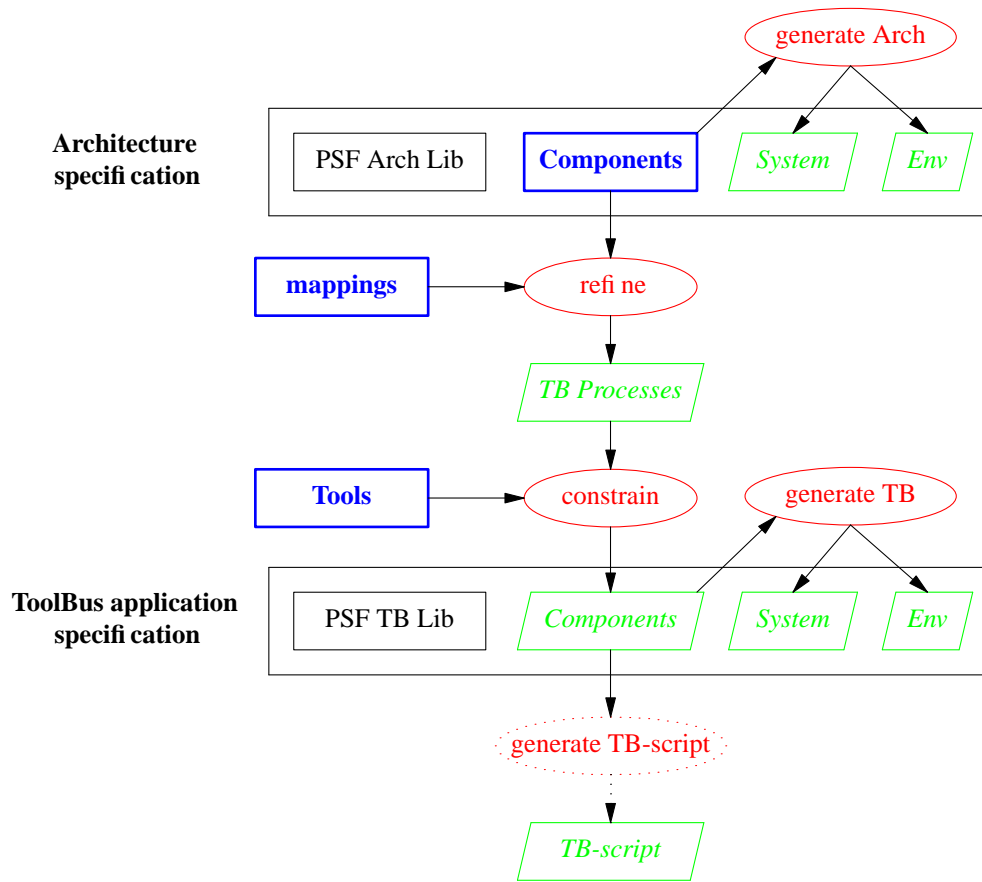 generate Arch
Architecture
specifi cation
PSF Arch Lib
Components
System
Env
mappings
refi ne
TB Processes
Tools
constrain
generate TB
ToolBus application
specifi cation
PSF TB Lib
Components
System
Env
generate TB-script
TB-script